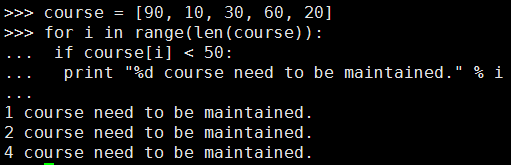 >>> course = [90, 10, 30, 60, 20]
>>> for i in range(len(course)):
...  if course[i] < 50:
...   print "%d course need to be maintained." % i
...
1 course need to be maintained.
2 course need to be maintained.
4 course need to be maintained.